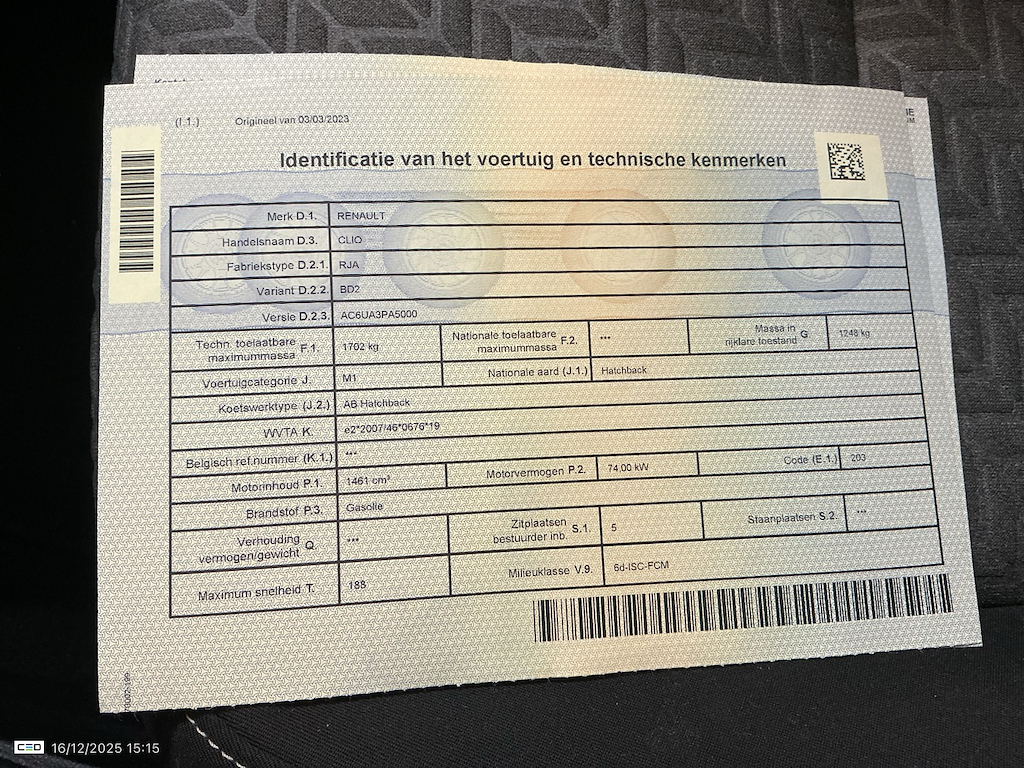 (I.1.) Origineel van 03/03/2023
Identificatie van het voertuig en technische kenmerken
Merk D.1. RENAULT
Handelsnaam D.3. CLIO
Fabriekstype D.2.1. RJA
Variant D.2.2. BD2
Versie D.2.3. AC6UA3PA5000
Techn. toelaatbare maximummassa F.1. 1702 kg Nationale toelaatbare maximummassa F.2. *** Massa in rijklare toestand G. 1248 kg
Voertuigcategorie J. M1 Nationale aard (J.1.) Hatchback
Koetswerktype (J.2.) AB Hatchback
WVTA K. e2*2007/46*0676*19
Belgisch ref.nummer (K.1.) ***
Motorinhoud P.1. 1461 cm³ Motorvermogen P.2. 74,00 kW Code (E.1.) 203
Brandstof P.3. Gasolie
Verhouding vermogen/gewicht Q. *** Zitplaatsen bestuurder inb. S.1. 5 Staanplaatsen S.2. ***
Maximum snelheid T. 188 Milieuklasse V.9. 6d-ISC-FCM
CEO 16/12/2025 15:15